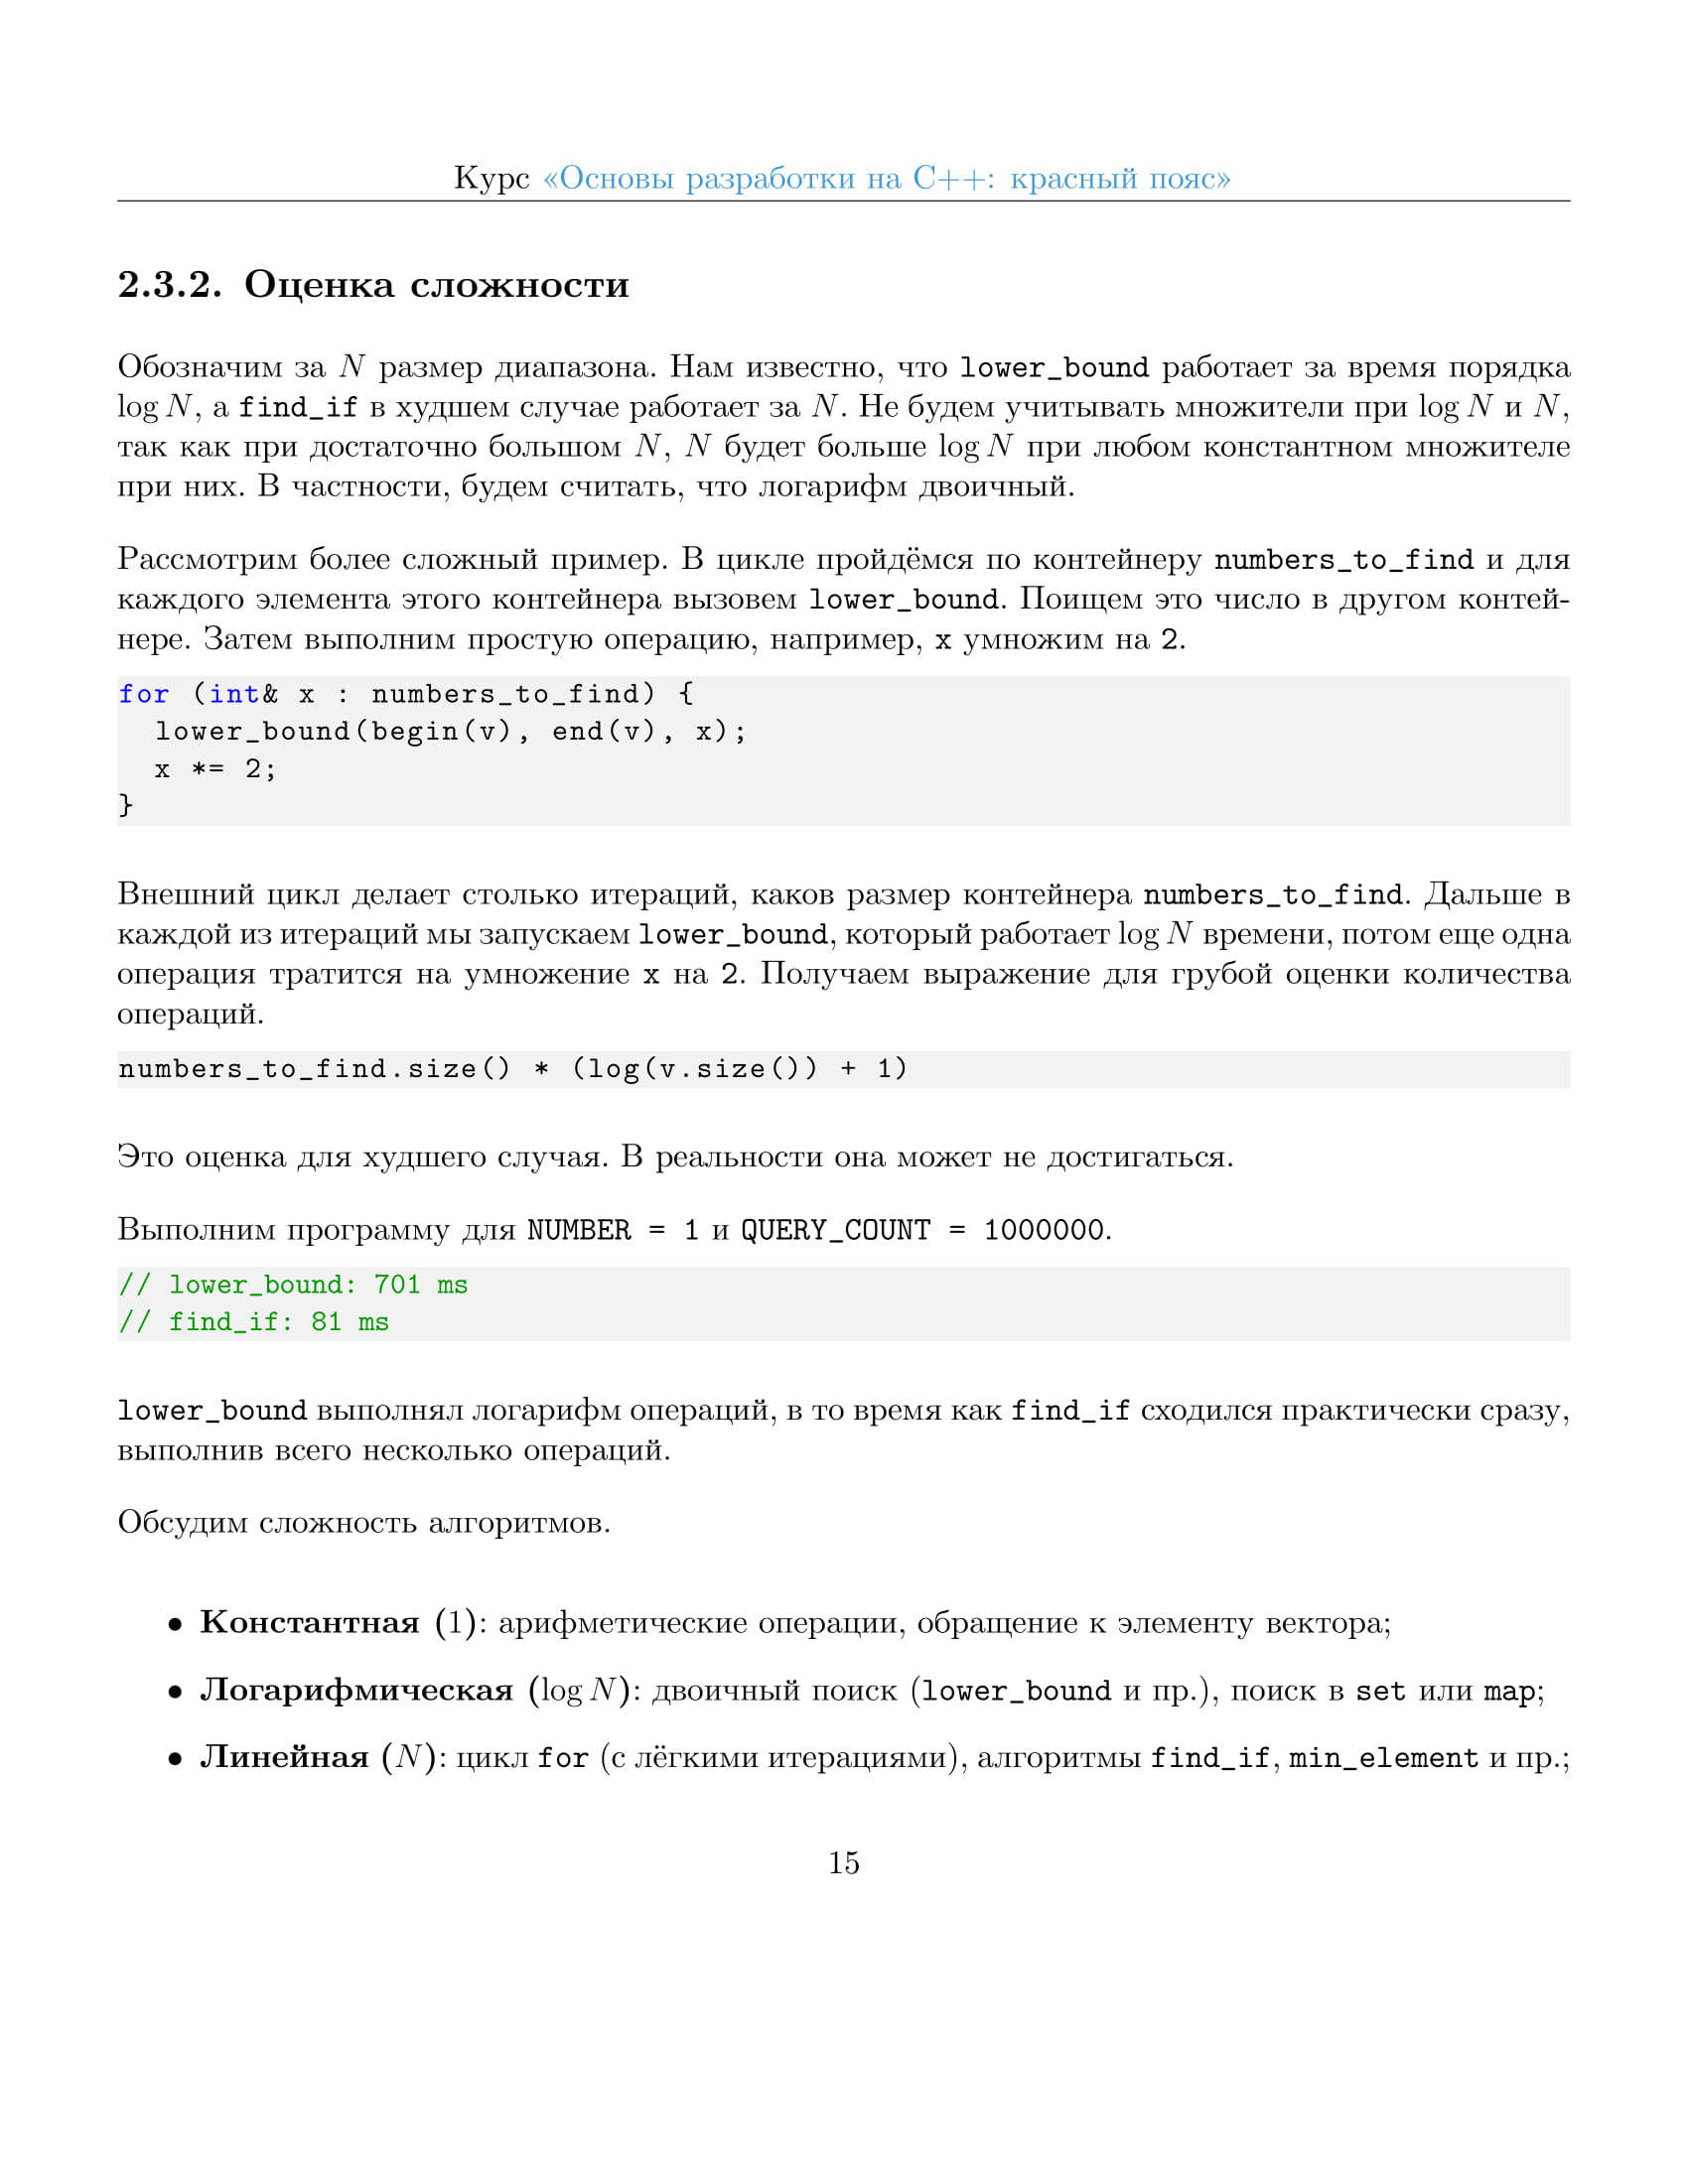 Курс «Основы разработки на C++: красный пояс»
2.3.2. Оценка сложности
Обозначим за N размер диапазона. Нам известно, что lower_bound работает за время порядка
log N, а find_if в худшем случае работает за N. Не будем учитывать множители при log N и N,
так как при достаточно большом N, N будет больше log N при любом константном множителе
при них. В частности, будем считать, что логарифм двоичный.
Рассмотрим более сложный пример. В цикле пройдёмся по контейнеру numbers_to_find и для
каждого элемента этого контейнера вызовем lower_bound. Поищем это число в другом контей-
нере. Затем выполним простую операцию, например, x умножим на 2.
for (int& x : numbers_to_find) {
  lower_bound(begin(v), end(v), x);
  x *= 2;
}
Внешний цикл делает столько итераций, каков размер контейнера numbers_to_find. Дальше в
каждой из итераций мы запускаем lower_bound, который работает log N времени, потом еще одна
операция тратится на умножение x на 2. Получаем выражение для грубой оценки количества
операций.
numbers_to_find.size() * (log(v.size()) + 1)
Это оценка для худшего случая. В реальности она может не достигаться.
Выполним программу для NUMBER = 1 и QUERY_COUNT = 1000000.
// lower_bound: 701 ms
// find_if: 81 ms
lower_bound выполнял логарифм операций, в то время как find_if сходился практически сразу,
выполнив всего несколько операций.
Обсудим сложность алгоритмов.
• Константная (1): арифметические операции, обращение к элементу вектора;
• Логарифмическая (log N): двоичный поиск (lower_bound и пр.), поиск в set или map;
• Линейная (N): цикл for (с лёгкими итерациями), алгоритмы find_if, min_element и пр.;
15